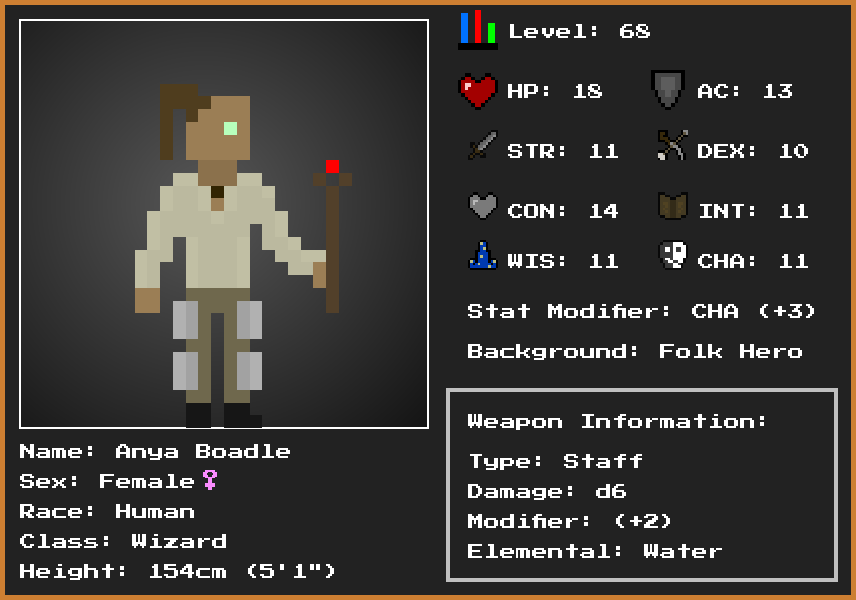 Level: 68
HP: 18
AC: 13
STR: 11
DEX: 10
CON: 14
INT: 11
WIS: 11
CHA: 11
Stat Modifier: CHA (+3)
Background: Folk Hero
Name: Anya Boadle
Sex: Female♀
Race: Human
Class: Wizard
Height: 154cm (5'1")
Weapon Information:
Type: Staff
Damage: d6
Modifier: (+2)
Elemental: Water